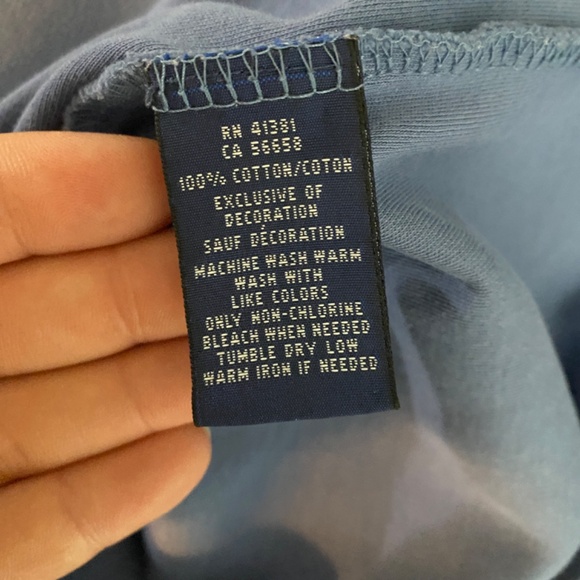 RN 41381
CA 56658
100% COTTON/COTON
EXCLUSIVE OF
DECORATION
SAUF DÉCORATION
MACHINE WASH WARM
WASH WITH
LIKE COLORS
ONLY NON-CHLORINE
BLEACH WHEN NEEDED
TUMBLE DRY LOW
WARM IRON IF NEEDED